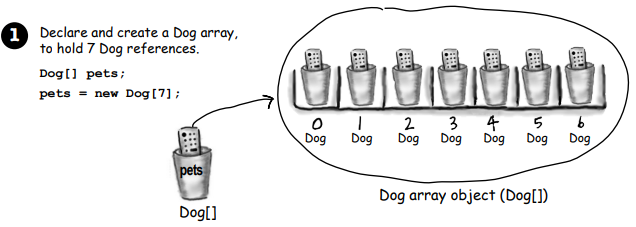 1
Declare and create a Dog array,
to hold 7 Dog references.
Dog[] pets;
pets = new Dog[7];
pets
Dog[]
0 1 2 3 4 5 6
Dog Dog Dog Dog Dog Dog Dog
Dog array object (Dog[])